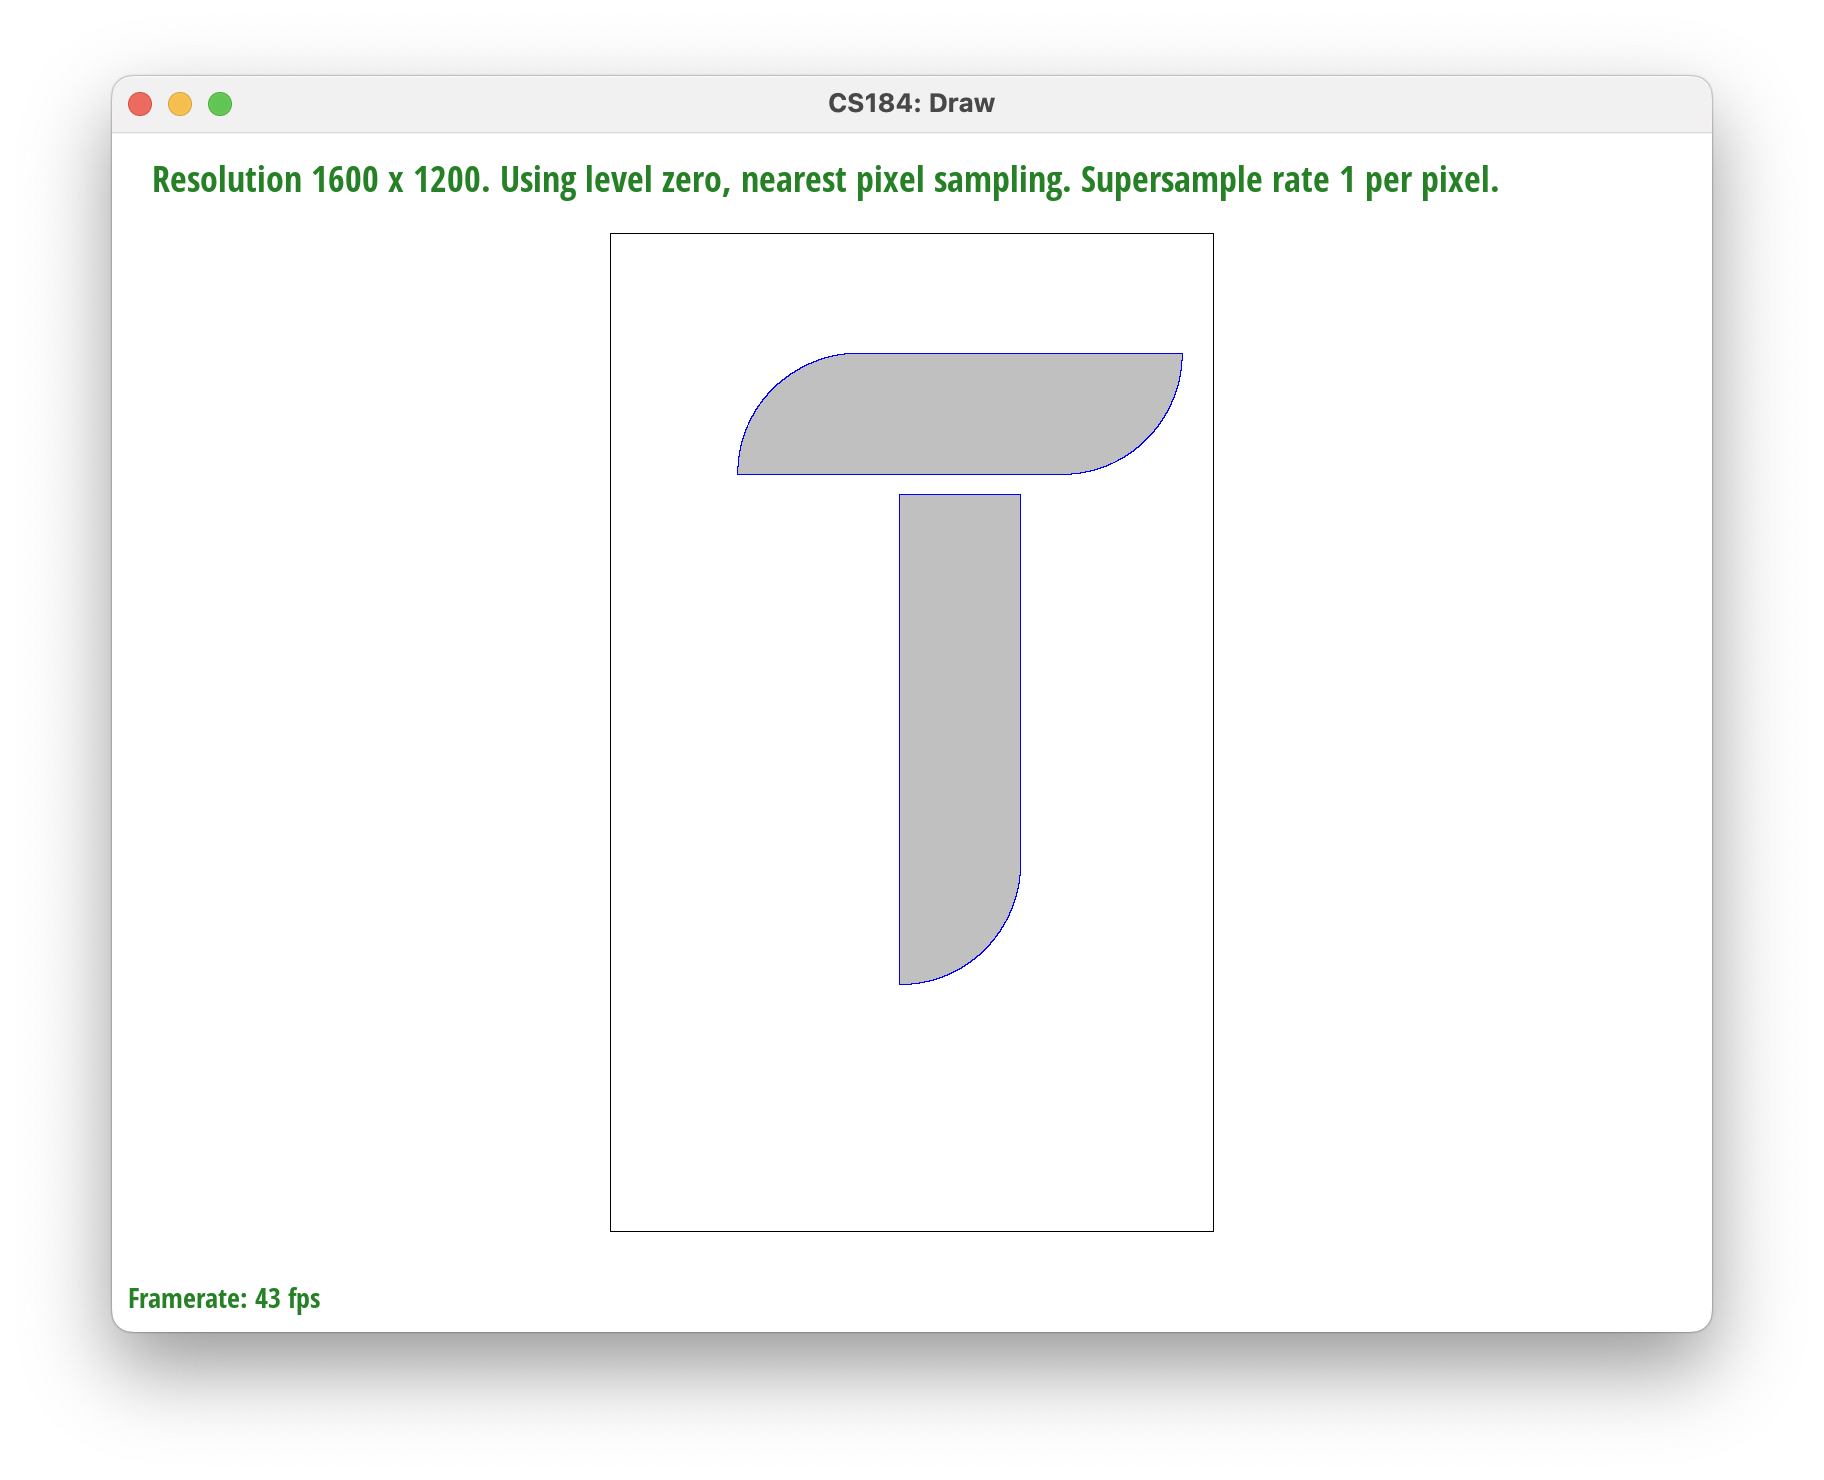 CS184: Draw
Resolution 1600 x 1200. Using level zero, nearest pixel sampling. Supersample rate 1 per pixel.
Framerate: 43 fps